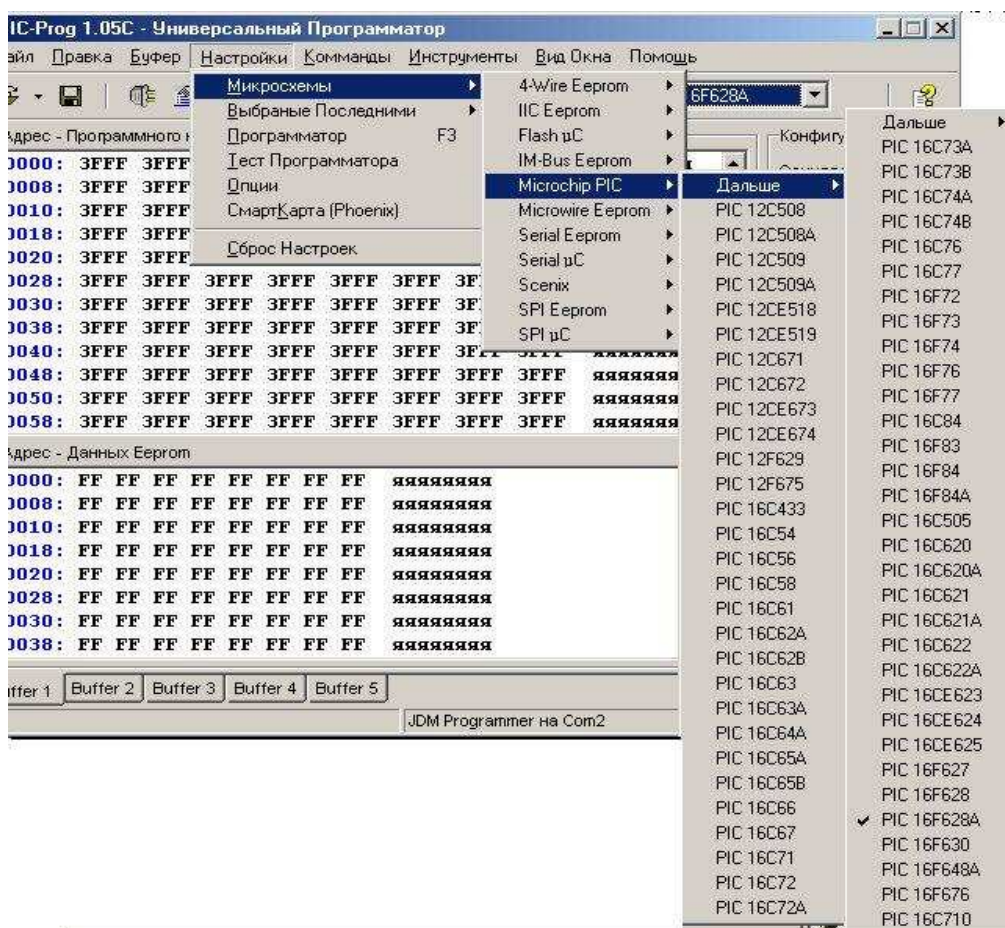 IC-Prog 1.05C - Универсальный Программатор
айл Правка Буфер Настройки Комманды Инструменты Вид Окна Помощь
6F628A
Адрес - Программного
Конфигу
Микросхемы
Выбраные Последними
Программатор F3
Тест Программатора
Опции
СмартКарта (Phoenix)
Сброс Настроек
4-Wire Eeprom
IIC Eeprom
Flash µC
IM-Bus Eeprom
Microchip PIC
Microwire Eeprom
Serial Eeprom
Serial µC
Scenix
SPI Eeprom
SPI µC
Дальше
PIC 12C508
PIC 12C508A
PIC 12C509
PIC 12C509A
PIC 12CE518
PIC 12CE519
PIC 12C671
PIC 12C672
PIC 12CE673
PIC 12CE674
PIC 12F629
PIC 12F675
PIC 16C433
PIC 16C54
PIC 16C56
PIC 16C58
PIC 16C61
PIC 16C62A
PIC 16C62B
PIC 16C63
PIC 16C63A
PIC 16C64A
PIC 16C65A
PIC 16C65B
PIC 16C66
PIC 16C67
PIC 16C71
PIC 16C72
PIC 16C72A
Дальше
PIC 16C73A
PIC 16C73B
PIC 16C74A
PIC 16C74B
PIC 16C76
PIC 16C77
PIC 16F72
PIC 16F73
PIC 16F74
PIC 16F76
PIC 16F77
PIC 16C84
PIC 16F83
PIC 16F84
PIC 16F84A
PIC 16C505
PIC 16C620
PIC 16C620A
PIC 16C621
PIC 16C621A
PIC 16C622
PIC 16C622A
PIC 16CE623
PIC 16CE624
PIC 16CE625
PIC 16F627
PIC 16F628
PIC 16F628A
PIC 16F630
PIC 16F648A
PIC 16F676
PIC 16C710
0000: 3FFF 3FFF
0008: 3FFF 3FFF
0010: 3FFF 3FFF
0018: 3FFF 3FFF
0020: 3FFF 3FFF
0028: 3FFF 3FFF 3FFF 3FFF 3FFF 3FFF 3F
0030: 3FFF 3FFF 3FFF 3FFF 3FFF 3FFF 3F
0038: 3FFF 3FFF 3FFF 3FFF 3FFF 3FFF 3F
0040: 3FFF 3FFF 3FFF 3FFF 3FFF 3FFF 3FFF 3FFF яяяяяяя
0048: 3FFF 3FFF 3FFF 3FFF 3FFF 3FFF 3FFF 3FFF яяяяяяя
0050: 3FFF 3FFF 3FFF 3FFF 3FFF 3FFF 3FFF 3FFF яяяяяяя
0058: 3FFF 3FFF 3FFF 3FFF 3FFF 3FFF 3FFF 3FFF яяяяяяя
Адрес - Данных Eeprom
0000: FF FF FF FF FF FF FF FF яяяяяяяя
0008: FF FF FF FF FF FF FF FF яяяяяяяя
0010: FF FF FF FF FF FF FF FF яяяяяяяя
0018: FF FF FF FF FF FF FF FF яяяяяяяя
0020: FF FF FF FF FF FF FF FF яяяяяяяя
0028: FF FF FF FF FF FF FF FF яяяяяяяя
0030: FF FF FF FF FF FF FF FF яяяяяяяя
0038: FF FF FF FF FF FF FF FF яяяяяяяя
uffer 1 Buffer 2 Buffer 3 Buffer 4 Buffer 5
JDM Programmer на Com2